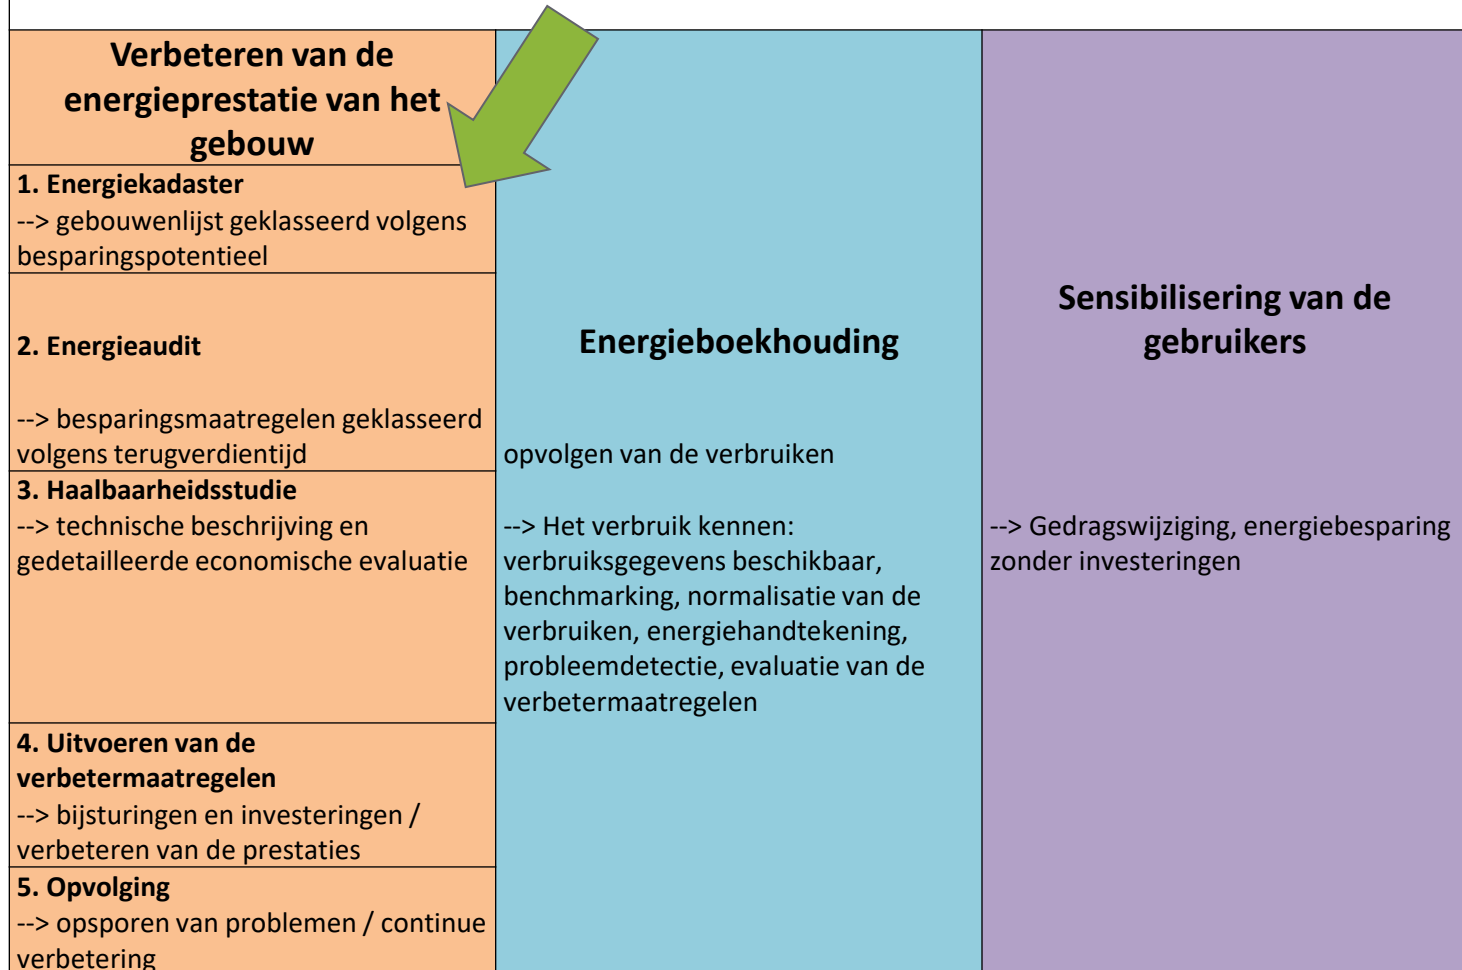 Verbeteren van de
energieprestatie van het
gebouw
1. Energiekadaster
--> gebouwenlijst geklasseerd volgens
besparingspotentieel
2. Energieaudit
--> besparingsmaatregelen geklasseerd
volgens terugverdientijd
3. Haalbaarheidsstudie
--> technische beschrijving en
gedetailleerde economische evaluatie
4. Uitvoeren van de
verbetermaatregelen
--> bijsturingen en investeringen /
verbeteren van de prestaties
5. Opvolging
--> opsporen van problemen / continue
verbetering
Energieboekhouding
opvolgen van de verbruiken
--> Het verbruik kennen:
verbruiksgegevens beschikbaar,
benchmarking, normalisatie van de
verbruiken, energiehandtekening,
probleemdetectie, evaluatie van de
verbetermaatregelen
Sensibilisering van de
gebruikers
--> Gedragswijziging, energiebesparing
zonder investeringen